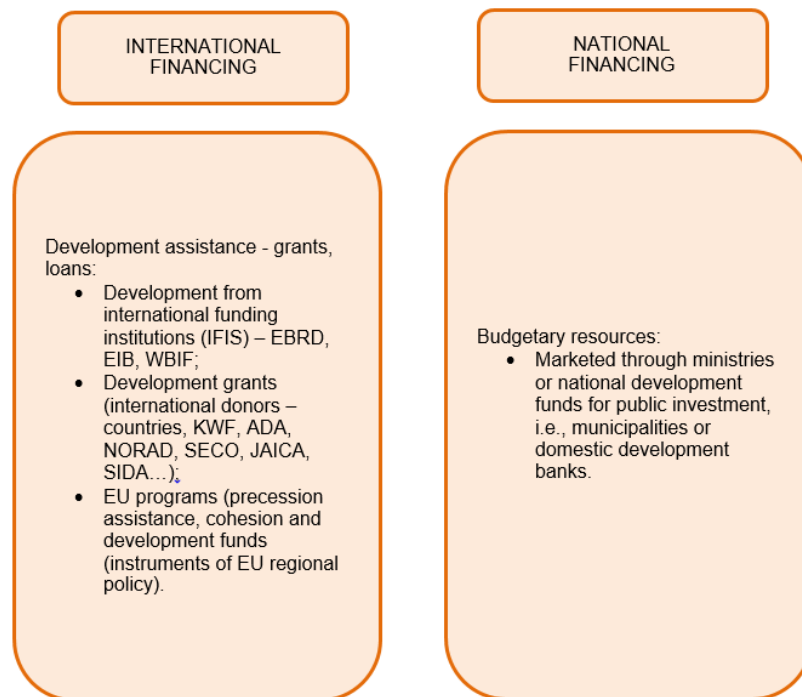 INTERNATIONAL
FINANCING
NATIONAL
FINANCING
Development assistance - grants,
loans:
• Development from
international funding
institutions (IFIS) – EBRD,
EIB, WBIF;
• Development grants
(international donors –
countries, KWF, ADA,
NORAD, SECO, JAICA,
SIDA…);
• EU programs (precession
assistance, cohesion and
development funds
(instruments of EU regional
policy).
Budgetary resources:
• Marketed through ministries
or national development
funds for public investment,
i.e., municipalities or
domestic development
banks.